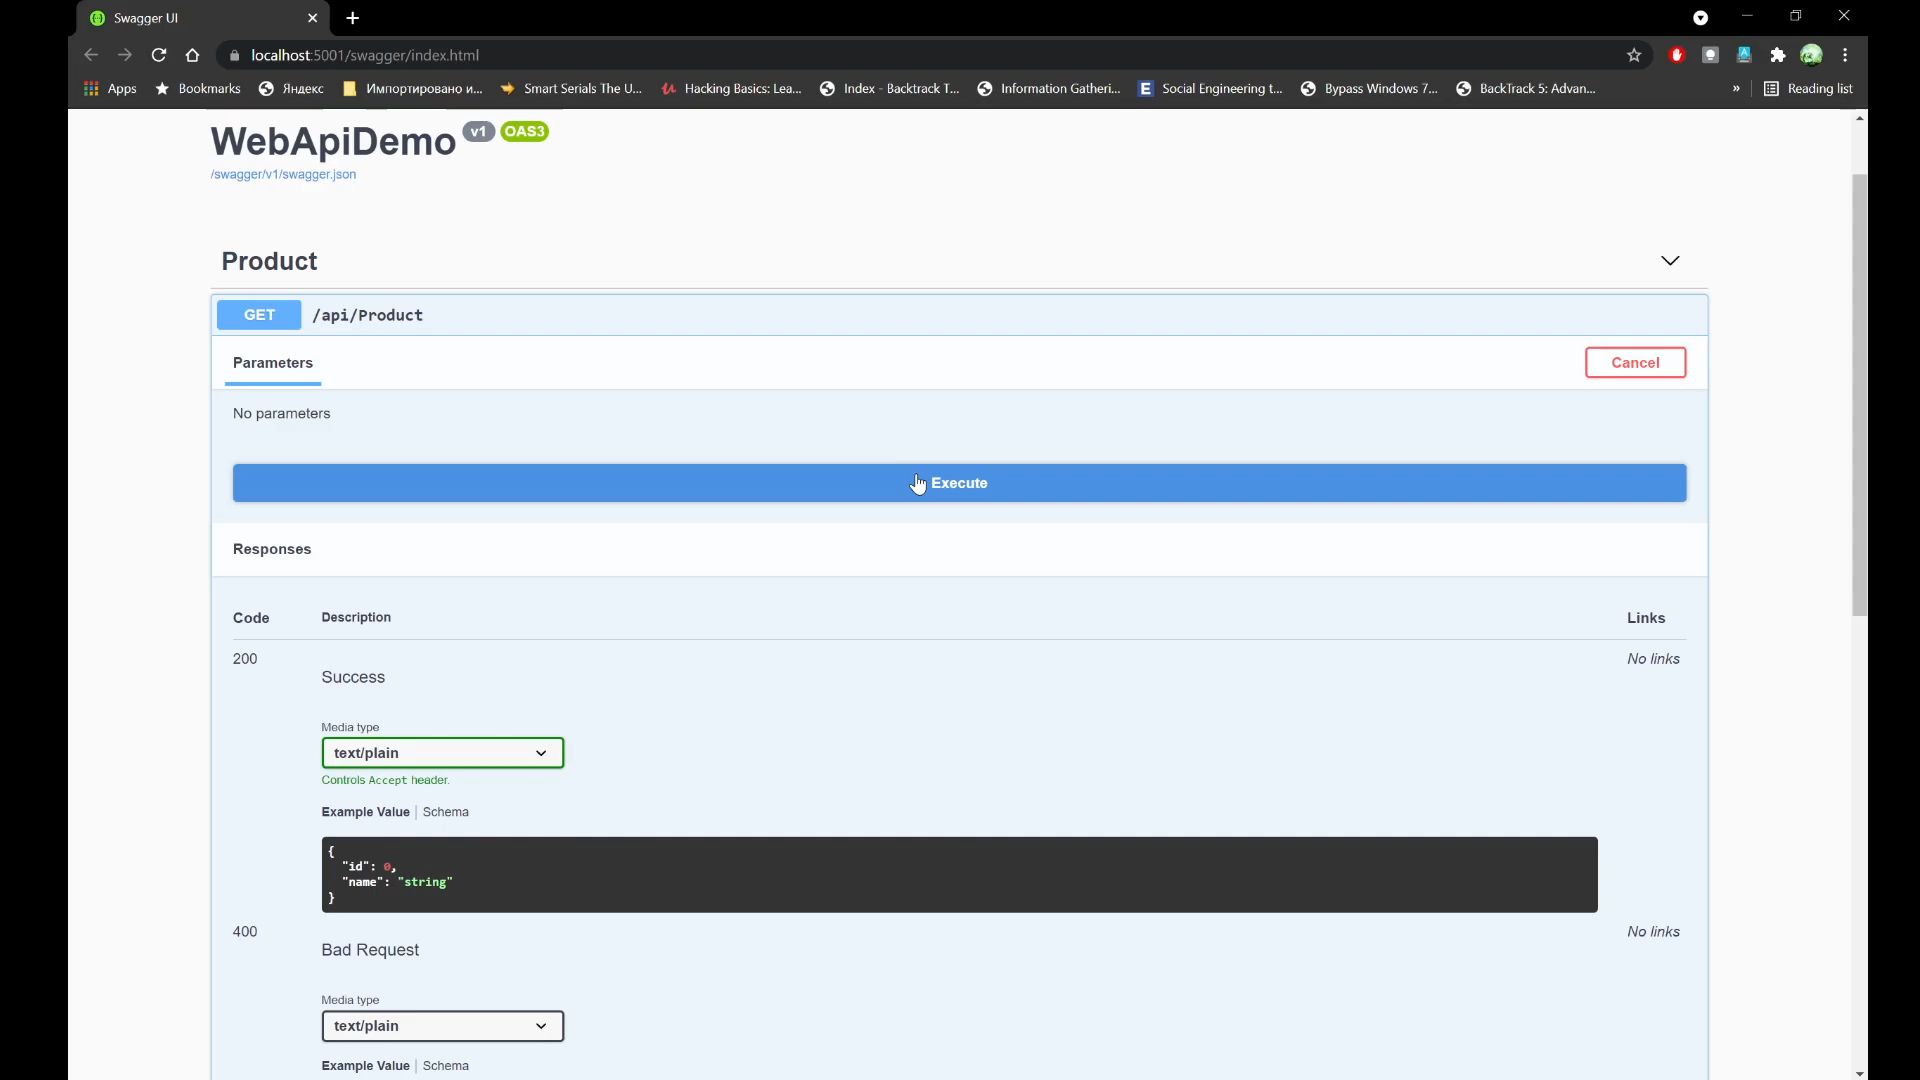 Swagger UI
localhost:5001/swagger/index.html
Apps Bookmarks Яндекс Импортировано и... Smart Serials The U... Hacking Basics: Lea... Index - Backtrack T... Information Gatheri... E Social Engineering t... Bypass Windows 7... BackTrack 5: Advan... » Reading list
WebApiDemo v1 OAS3
/swagger/v1/swagger.json
Product
GET /api/Product
Parameters Cancel
No parameters
Execute
Responses
Code Description Links
200 No links
Success
Media type
text/plain
Controls Accept header.
Example Value | Schema
{
"id": 0,
"name": "string"
}
400 No links
Bad Request
Media type
text/plain
Example Value | Schema